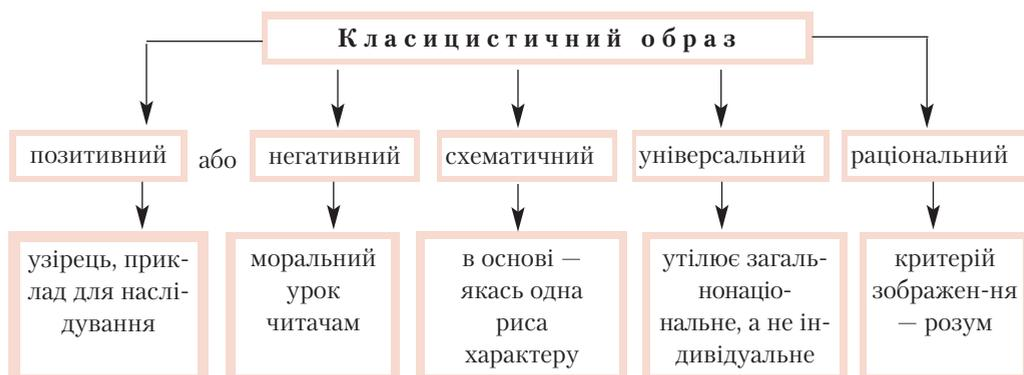 Класицистичний образ
позитивний
або
негативний
схематичний
універсальний
раціональний
узірець, прик-
лад для наслі-
дування
моральний
урок
читачам
в основі —
якась одна
риса
характеру
утілює загаль-
нонаціо-
нальне, а не ін-
дивідуальне
критерій
зображен-ня
— розум